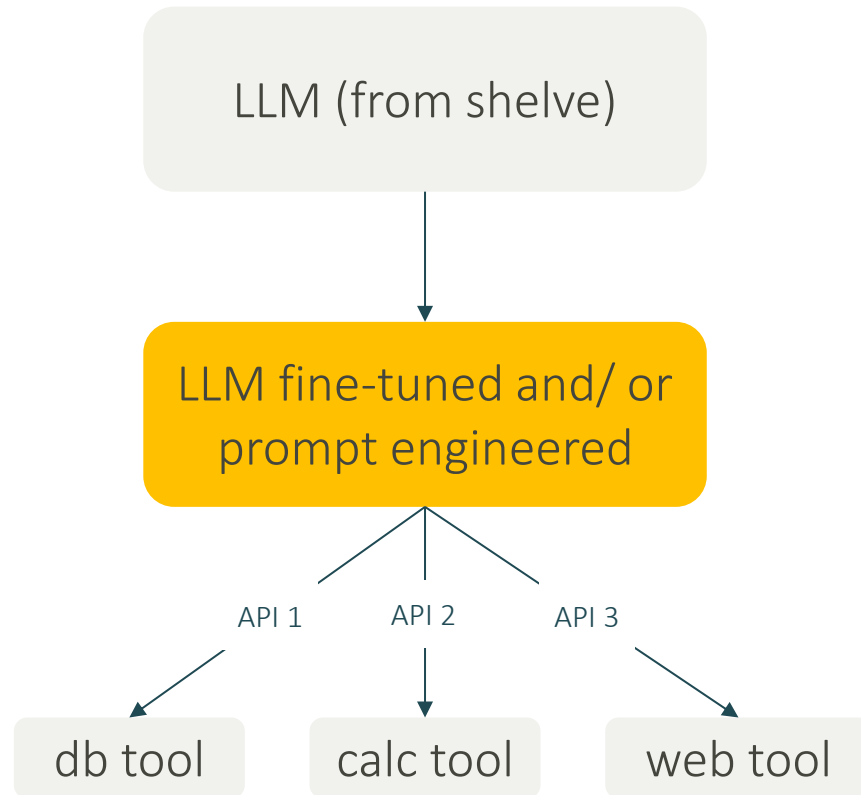 LLM (from shelve)
LLM fine-tuned and/ or
prompt engineered
API 1
API 2
API 3
db tool
calc tool
web tool